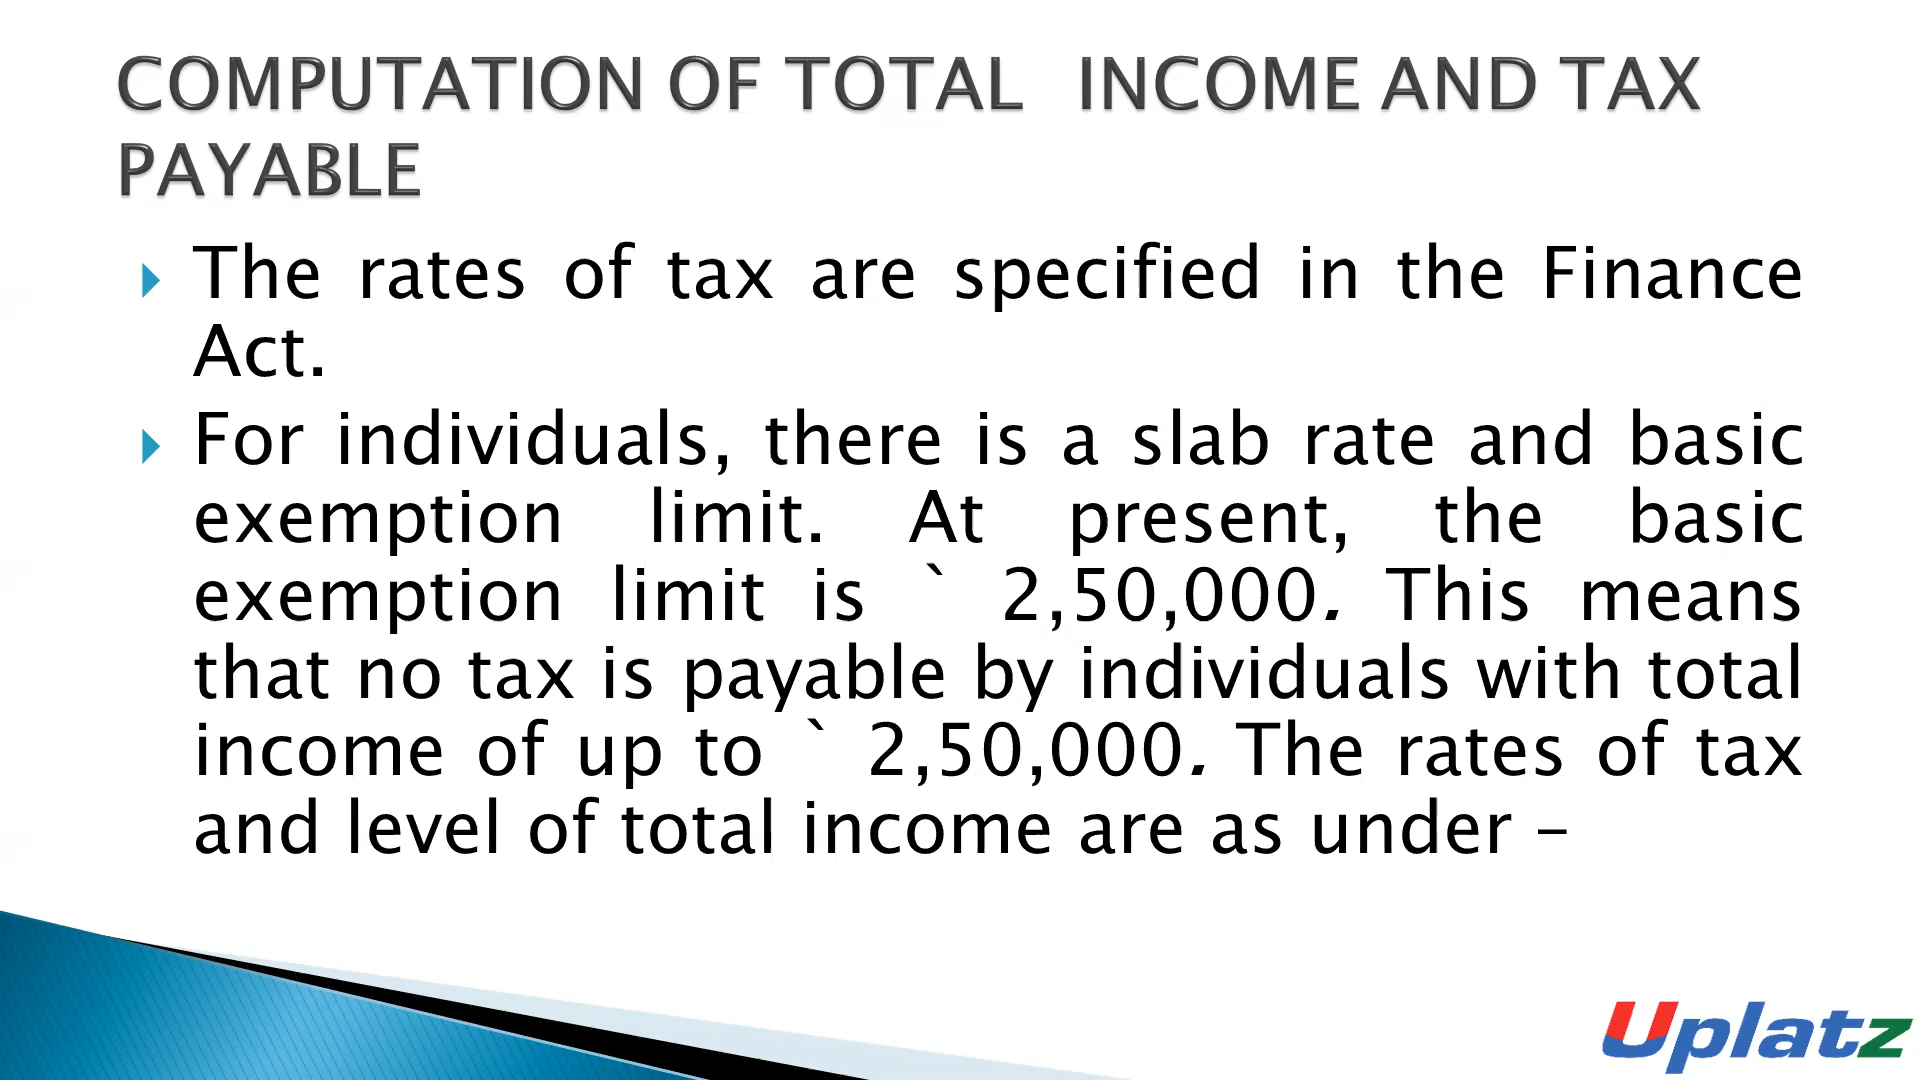 COMPUTATION OF TOTAL INCOME AND TAX
PAYABLE
The rates of tax are specified in the Finance
Act.
For individuals, there is a slab rate and basic
exemption limit. At present, the basic
exemption limit is ` 2,50,000. This means
that no tax is payable by individuals with total
income of up to ` 2,50,000. The rates of tax
and level of total income are as under –
Uplatz